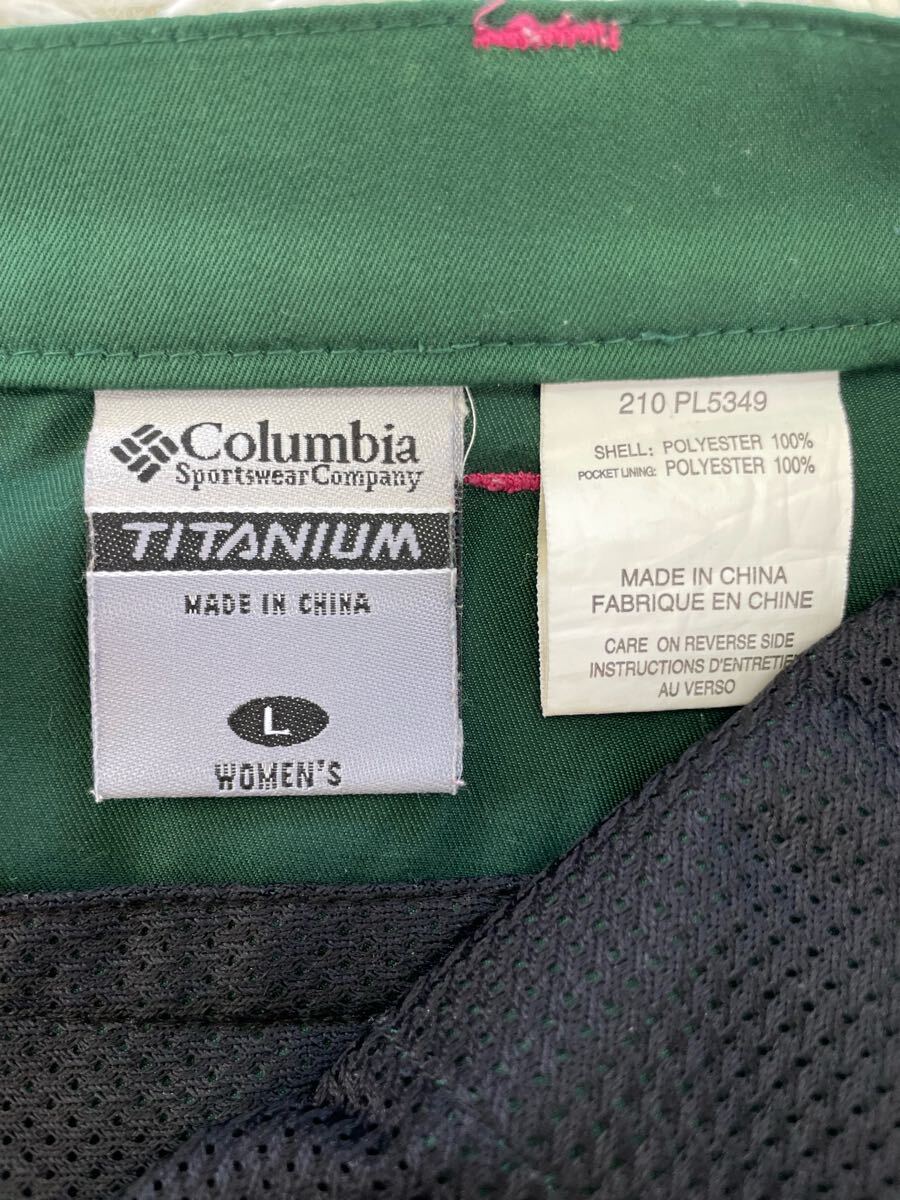 Columbia
Sportswear Company
TITANIUM
MADE IN CHINA
L
WOMEN'S
210 PL5349
SHELL: POLYESTER 100%
POCKET LINING: POLYESTER 100%
MADE IN CHINA
FABRIQUE EN CHINE
CARE ON REVERSE SIDE
INSTRUCTIONS D'ENTRETIE
AU VERSO